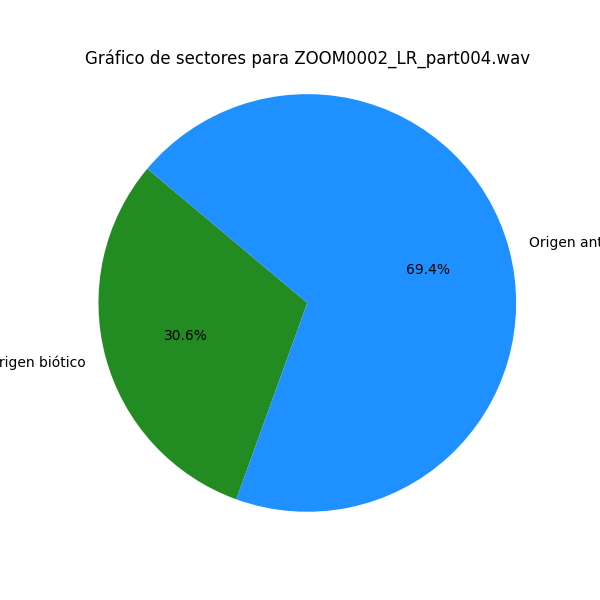 Gráfico de sectores para ZOOM0002_LR_part004.wav
Origen ant
69.4%
30.6%
rigen biótico